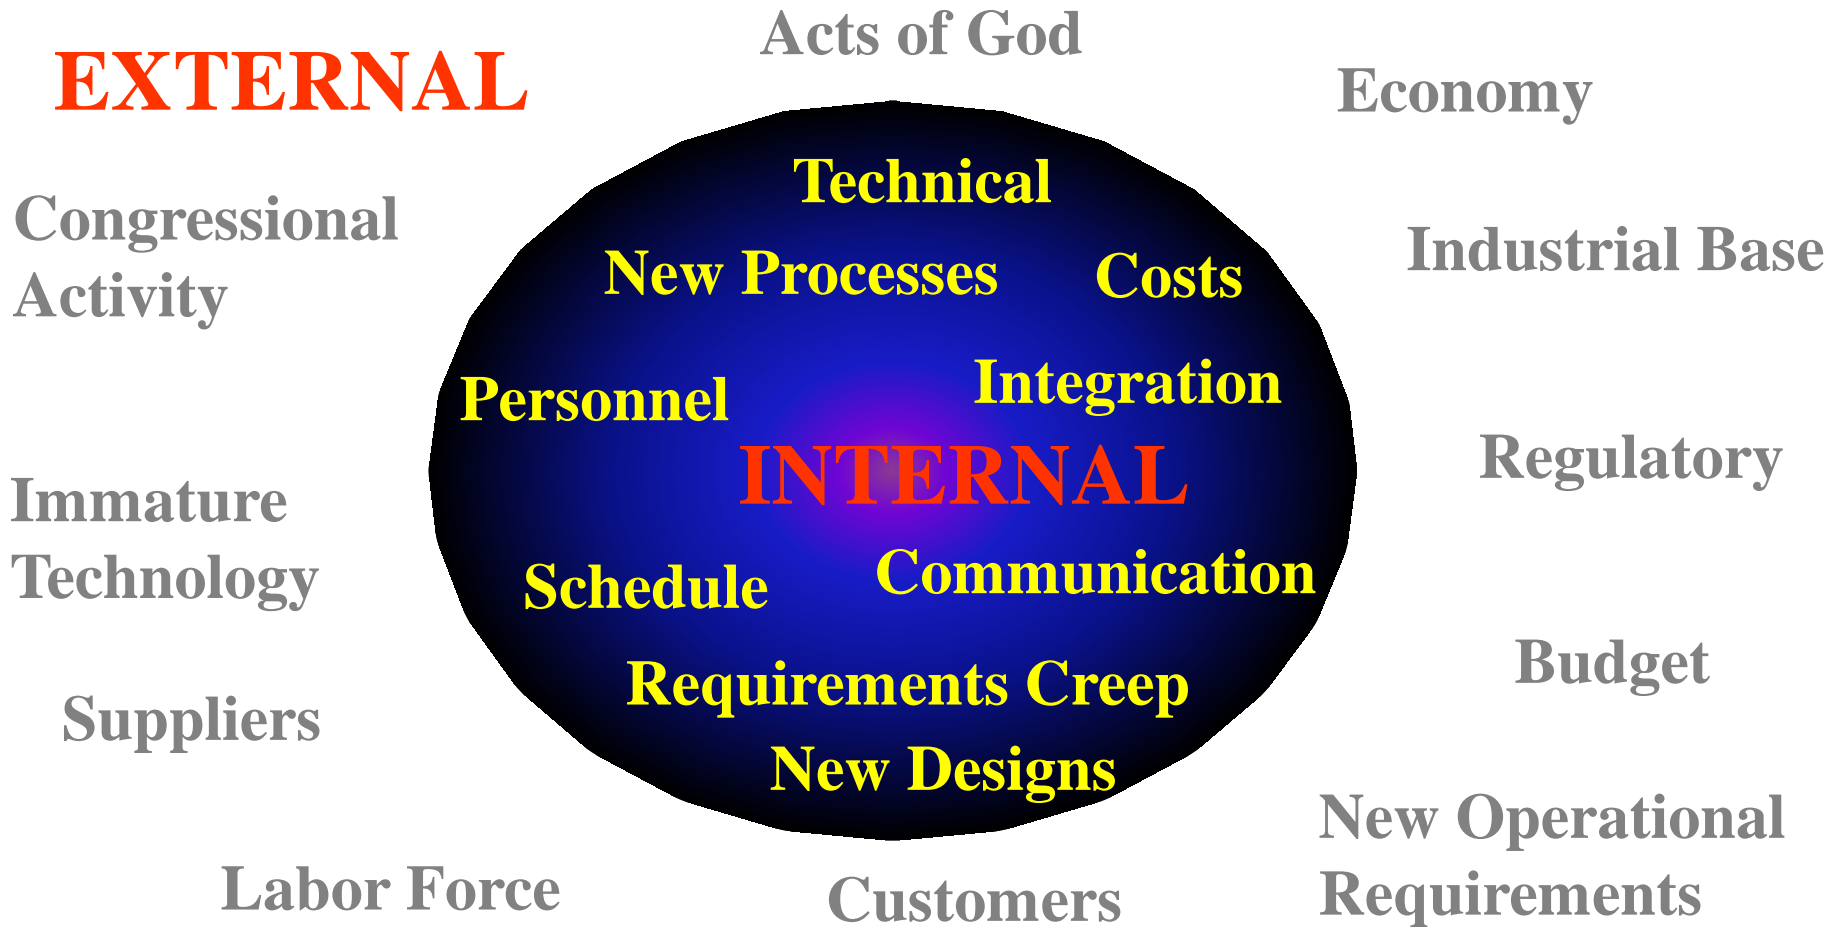 Acts of God
EXTERNAL
Economy
Technical
Congressional
Activity
Industrial Base
New Processes
Costs
Personnel
Integration
INTERNAL
Regulatory
Immature
Technology
Schedule
Communication
Requirements Creep
Budget
Suppliers
New Designs
New Operational
Requirements
Labor Force
Customers